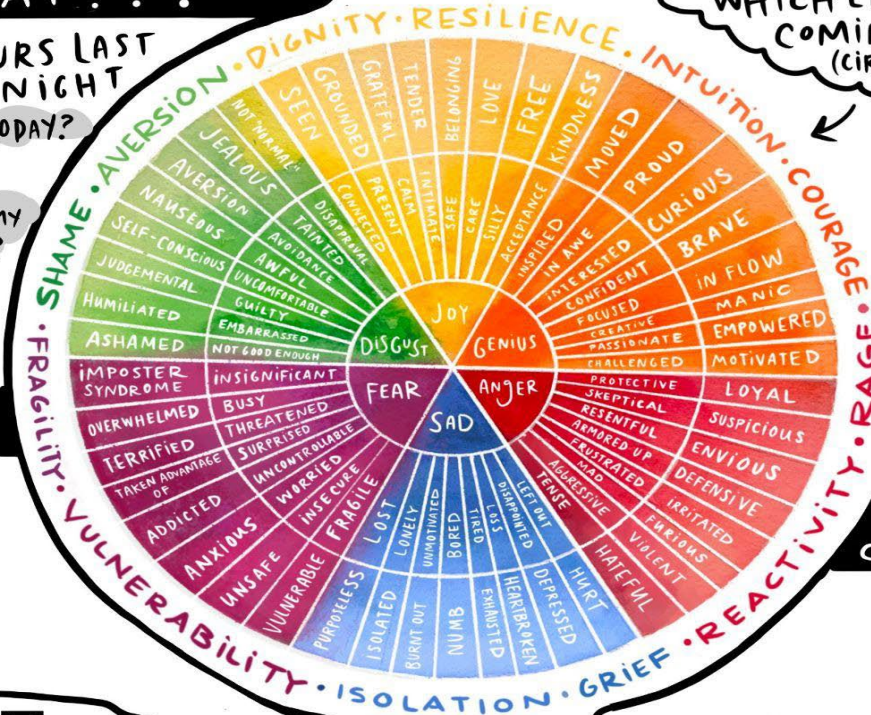 URS LAST
NIGHT
ODAY?
MY
WHICH
COMIN
(CIR
DIGNITY · RESILIENCE · INTUITION · COURAGE · RAGE ·
REACTIVITY · GRIEF · ISOLATION · VULNERABILITY · FRAGILITY ·
SHAME · AVERSION ·
JOY
SEEN
GROUNDED
GRATEFUL
TENDER
BELONGING
LOVE
FREE
KINDNESS
CONNECTED
PRESENT
CALM
INTIMATE
SAFE
CARE
SILLY
ACCEPTANCE
GENIUS
MOVED
PROUD
CURIOUS
BRAVE
IN FLOW
MANIC
EMPOWERED
MOTIVATED
INSPIRED
IN AWE
INTERESTED
CONFIDENT
FOCUSED
CREATIVE
PASSIONATE
CHALLENGED
ANGER
LOYAL
SUSPICIOUS
ENVIOUS
DEFENSIVE
IRRITATED
FURIOUS
VIOLENT
HATEFUL
PROTECTIVE
SKEPTICAL
RESENTFUL
ARMORED UP
FRUSTRATED
MAD
AGGRESSIVE
TENSE
SAD
HURT
DEPRESSED
HEARTBROKEN
EXHAUSTED
NUMB
BURNT OUT
ISOLATED
PURPOSELESS
LEFT OUT
DISAPPOINTED
LOSS
TIRED
BORED
UNMOTIVATED
LONELY
LOST
FEAR
VULNERABLE
UNSAFE
ANXIOUS
ADDICTED
TAKEN ADVANTAGE
OF
TERRIFIED
OVERWHELMED
IMPOSTER
SYNDROME
FRAGILE
INSECURE
WORRIED
UNCONTROLLABLE
SURPRISED
THREATENED
BUSY
INSIGNIFICANT
DISGUST
ASHAMED
HUMILIATED
JUDGEMENTAL
SELF-CONSCIOUS
NAUSEOUS
AVERSION
JEALOUS
NOT NORMAL"
NOT GOOD ENOUGH
EMBARRASSED
GUILTY
UNCOMFORTABLE
AWFUL
AVOIDANCE
TAINTED
DISAPPROVAL